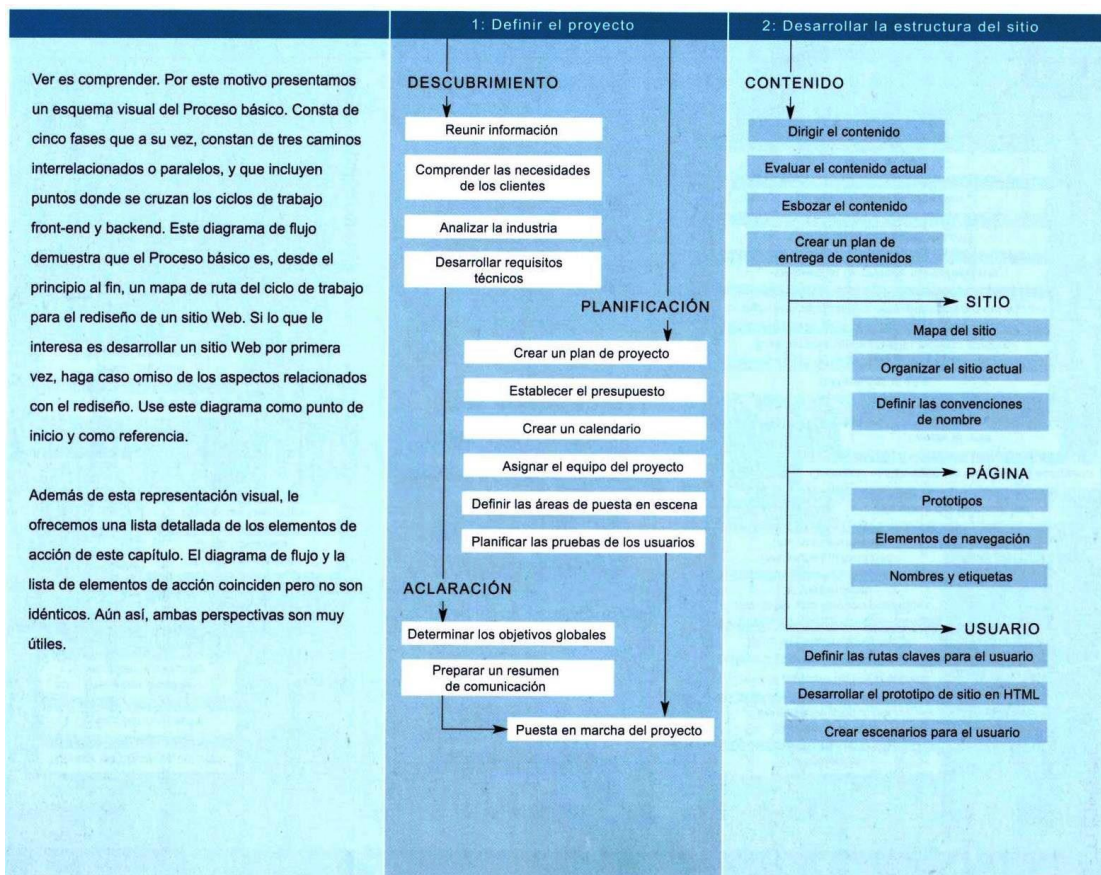 1: Definir el proyecto
2: Desarrollar la estructura del sitio
Ver es comprender. Por este motivo presentamos
un esquema visual del Proceso básico. Consta de
cinco fases que a su vez, constan de tres caminos
interrelacionados o paralelos, y que incluyen
puntos donde se cruzan los ciclos de trabajo
front-end y backend. Este diagrama de flujo
demuestra que el Proceso básico es, desde el
principio al fin, un mapa de ruta del ciclo de trabajo
para el rediseño de un sitio Web. Si lo que le
interesa es desarrollar un sitio Web por primera
vez, haga caso omiso de los aspectos relacionados
con el rediseño. Use este diagrama como punto de
inicio y como referencia.
Además de esta representación visual, le
ofrecemos una lista detallada de los elementos de
acción de este capítulo. El diagrama de flujo y la
lista de elementos de acción coinciden pero no son
idénticos. Aún así, ambas perspectivas son muy
útiles.
DESCUBRIMIENTO
Reunir información
Comprender las necesidades
de los clientes
Analizar la industria
Desarrollar requisitos
técnicos
PLANIFICACIÓN
Crear un plan de proyecto
Establecer el presupuesto
Crear un calendario
Asignar el equipo del proyecto
Definir las áreas de puesta en escena
Planificar las pruebas de los usuarios
ACLARACIÓN
Determinar los objetivos globales
Preparar un resumen
de comunicación
Puesta en marcha del proyecto
CONTENIDO
Dirigir el contenido
Evaluar el contenido actual
Esbozar el contenido
Crear un plan de
entrega de contenidos
SITIO
Mapa del sitio
Organizar el sitio actual
Definir las convenciones
de nombre
PÁGINA
Prototipos
Elementos de navegación
Nombres y etiquetas
USUARIO
Definir las rutas claves para el usuario
Desarrollar el prototipo de sitio en HTML
Crear escenarios para el usuario